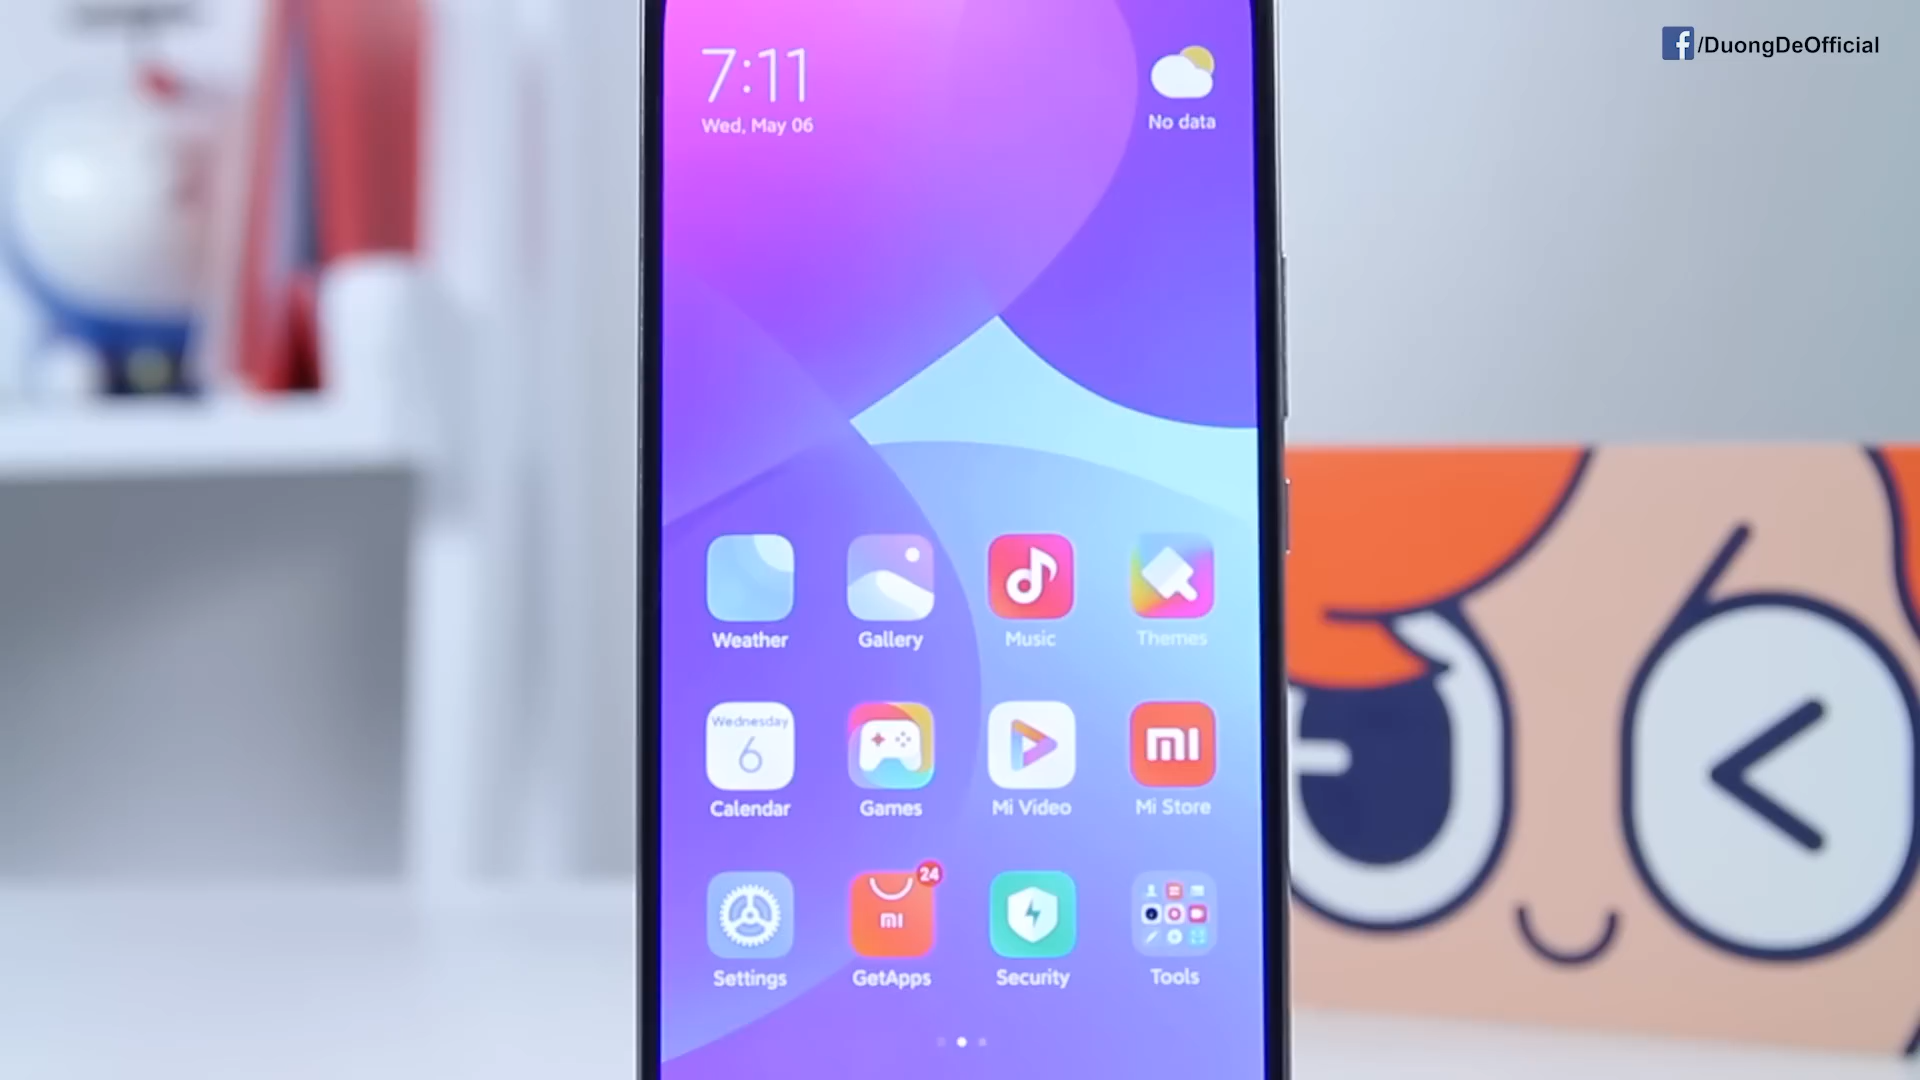 /DuongDeOfficial
7:11
Wed, May 06
No data
Weather
Gallery
Music
Themes
Wednesday
6
Calendar
Games
Mi Video
mi
Mi Store
Settings
24
mi
GetApps
Security
Tools